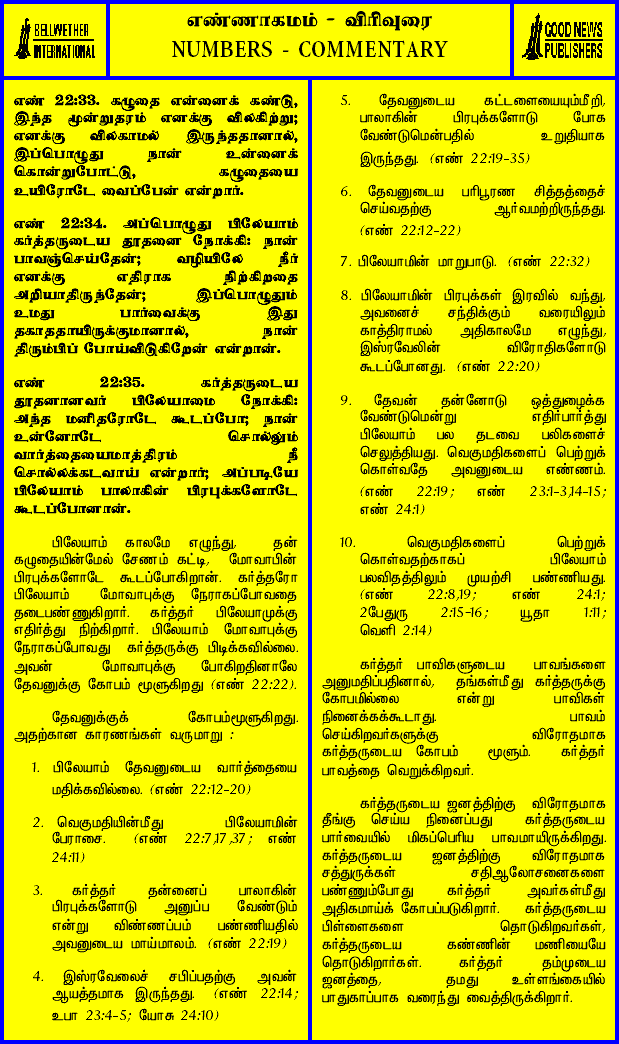 BELLWETHER
INTERNATIONAL
எண்ணாகமம் - விரிவுரை
NUMBERS - COMMENTARY
GOOD NEWS
PUBLISHERS
எண் 22:33. கழுதை என்னைக் கண்டு,
இந்த மூன்றுதரம் எனக்கு விலகிற்று;
எனக்கு விலகாமல் இருந்ததானால்,
இப்பொழுது நான் உன்னைக்
கொன்றுபோட்டு, கழுதையை
உயிரோடே வைப்பேன் என்றார்.
எண் 22:34. அப்பொழுது பிலேயாம்
கர்த்தருடைய தூதனை நோக்கி: நான்
பாவஞ்செய்தேன்; வழியிலே நீர்
எனக்கு எதிராக நிற்கிறதை
அறியாதிருந்தேன்; இப்பொழுதும்
உமது பார்வைக்கு இது
தகாததாயிருக்குமானால், நான்
திரும்பிப் போய்விடுகிறேன் என்றான்.
எண் 22:35. கர்த்தருடைய
தூதனானவர் பிலேயாமை நோக்கி:
அந்த மனிதரோடே கூடப்போ; நான்
உன்னோடே சொல்லும்
வார்த்தையைமாத்திரம் நீ
சொல்லக்கடவாய் என்றார்; அப்படியே
பிலேயாம் பாலாகின் பிரபுக்களோடே
கூடப்போனான்.
பிலேயாம் காலமே எழுந்து, தன்
கழுதையின்மேல் சேணம் கட்டி, மோவாபின்
பிரபுக்களோடே கூடப்போகிறான். கர்த்தரோ
பிலேயாம் மோவாபுக்கு நேராகப்போவதை
தடைபண்ணுகிறார். கர்த்தர் பிலேயாமுக்கு
எதிர்த்து நிற்கிறார். பிலேயாம் மோவாபுக்கு
நேராகப்போவது கர்த்தருக்கு பிடிக்கவில்லை.
அவன் மோவாபுக்கு போகிறதினாலே
தேவனுக்கு கோபம் மூளுகிறது (எண் 22:22).
தேவனுக்குக் கோபம்மூளுகிறது.
அதற்கான காரணங்கள் வருமாறு :
1. பிலேயாம் தேவனுடைய வார்த்தையை
மதிக்கவில்லை. (எண் 22:12-20)
2. வெகுமதியின்மீது பிலேயாமின்
பேராசை. (எண் 22:7,17,37; எண்
24:11)
3. கர்த்தர் தன்னைப் பாலாகின்
பிரபுக்களோடு அனுப்ப வேண்டும்
என்று விண்ணப்பம் பண்ணியதில்
அவனுடைய மாய்மாலம். (எண் 22:19)
4. இஸ்ரவேலைச் சபிப்பதற்கு அவன்
ஆயத்தமாக இருந்தது. (எண் 22:14;
உபா 23:4-5; யோசு 24:10)
5. தேவனுடைய கட்டளையையும்மீறி,
பாலாகின் பிரபுக்களோடு போக
வேண்டுமென்பதில் உறுதியாக
இருந்தது. (எண் 22:19-35)
6. தேவனுடைய பரிபூரண சித்தத்தைச்
செய்வதற்கு ஆர்வமற்றிருந்தது.
(எண் 22:12-22)
7. பிலேயாமின் மாறுபாடு. (எண் 22:32)
8. பிலேயாமின் பிரபுக்கள் இரவில் வந்து,
அவனைச் சந்திக்கும் வரையிலும்
காத்திராமல் அதிகாலமே எழுந்து,
இஸ்ரவேலின் விரோதிகளோடு
கூடப்போனது. (எண் 22:20)
9. தேவன் தன்னோடு ஒத்துழைக்க
வேண்டுமென்று எதிர்பார்த்து
பிலேயாம் பல தடவை பலிகளைச்
செலுத்தியது. வெகுமதிகளைப் பெற்றுக்
கொள்வதே அவனுடைய எண்ணம்.
(எண் 22:19; எண் 23:1-3,14-15;
எண் 24:1)
10. வெகுமதிகளைப் பெற்றுக்
கொள்வதற்காகப் பிலேயாம்
பலவிதத்திலும் முயற்சி பண்ணியது.
(எண் 22:8,19; எண் 24:1;
2பேதுரு 2:15-16; யூதா 1:11;
வெளி 2:14)
கர்த்தர் பாவிகளுடைய பாவங்களை
அனுமதிப்பதினால், தங்கள்மீது கர்த்தருக்கு
கோபமில்லை என்று பாவிகள்
நினைக்கக்கூடாது. பாவம்
செய்கிறவர்களுக்கு விரோதமாக
கர்த்தருடைய கோபம் மூளும். கர்த்தர்
பாவத்தை வெறுக்கிறவர்.
கர்த்தருடைய ஜனத்திற்கு விரோதமாக
தீங்கு செய்ய நினைப்பது கர்த்தருடைய
பார்வையில் மிகப்பெரிய பாவமாயிருக்கிறது.
கர்த்தருடைய ஜனத்திற்கு விரோதமாக
சத்துருக்கள் சதிஆலோசனைகளை
பண்ணும்போது கர்த்தர் அவர்கள்மீது
அதிகமாய்க் கோபப்படுகிறார். கர்த்தருடைய
பிள்ளைகளை தொடுகிறவர்கள்,
கர்த்தருடைய கண்ணின் மணியையே
தொடுகிறார்கள். கர்த்தர் தம்முடைய
ஜனத்தை, தமது உள்ளங்கையில்
பாதுகாப்பாக வரைந்து வைத்திருக்கிறார்.